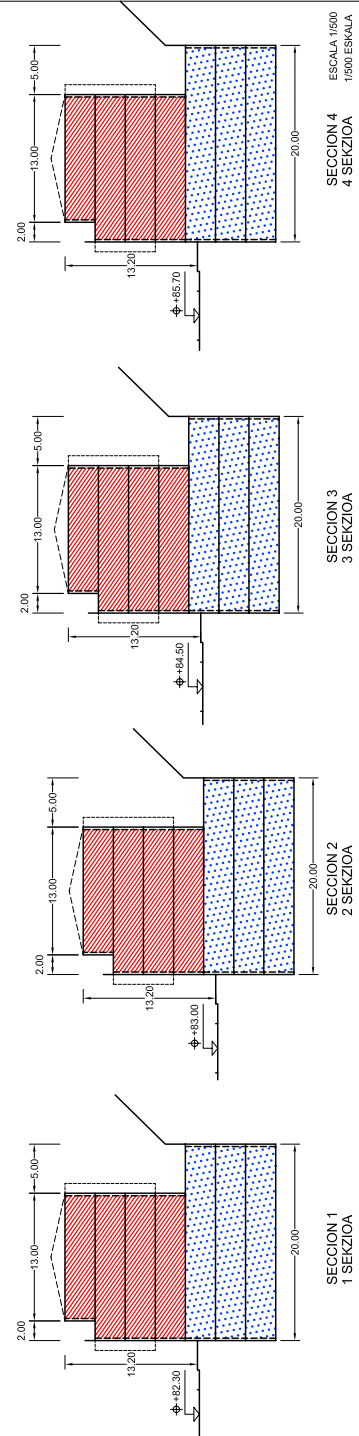 2.00
13.00
5.00
13.20
+82.30
20.00
SECCION 1
1 SEKZIOA
2.00
13.00
5.00
13.20
+83.00
20.00
SECCION 2
2 SEKZIOA
2.00
13.00
5.00
13.20
+84.50
20.00
SECCION 3
3 SEKZIOA
2.00
13.00
5.00
13.20
+85.70
20.00
SECCION 4
4 SEKZIOA
ESCALA 1/500
1/500 ESKALA